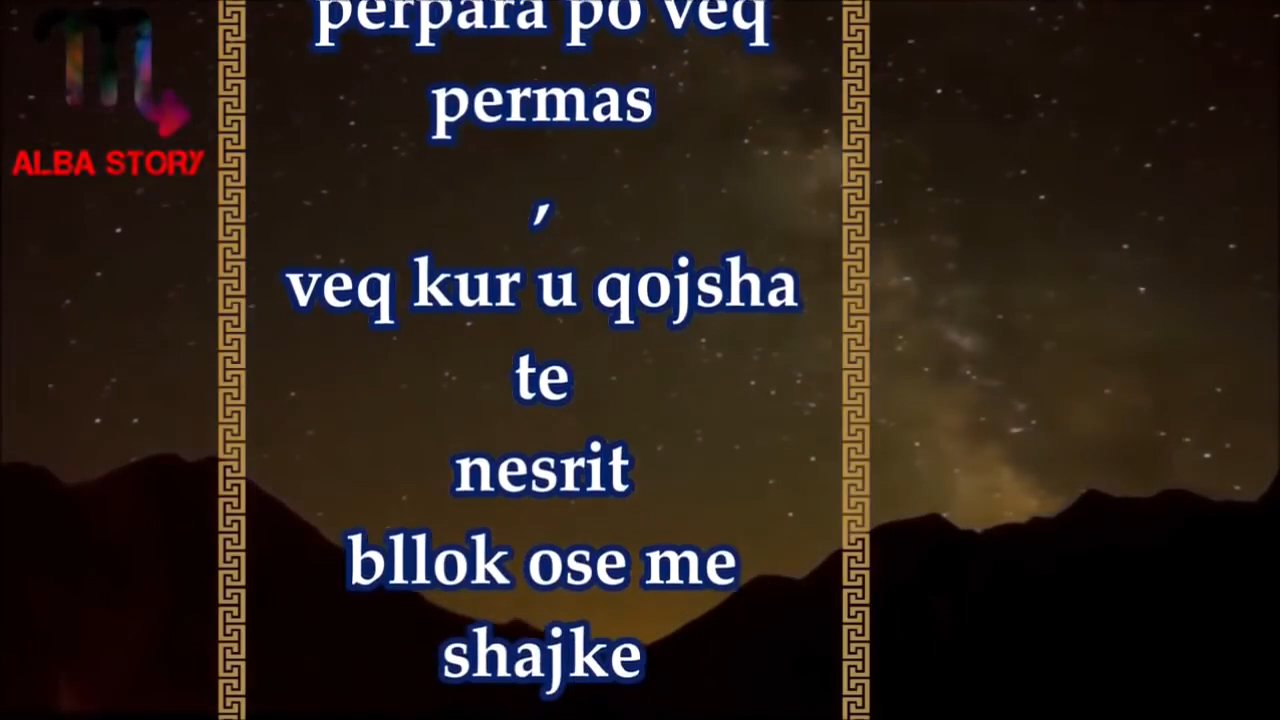 perpara po veq
permas
ALBA STORY
,
veq kur u qojsha
te
nesrit
bllok ose me
shajke